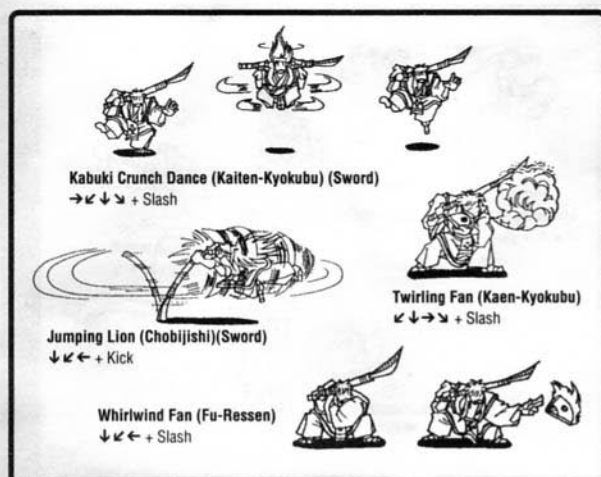 Kabuki Crunch Dance (Kaiten-Kyokubu) (Sword)
→↙↓↘ + Slash
Twirling Fan (Kaen-Kyokubu)
↙↓→↘ + Slash
Jumping Lion (Chobijishi)(Sword)
↓↙← + Kick
Whirlwind Fan (Fu-Ressen)
↓↙← + Slash